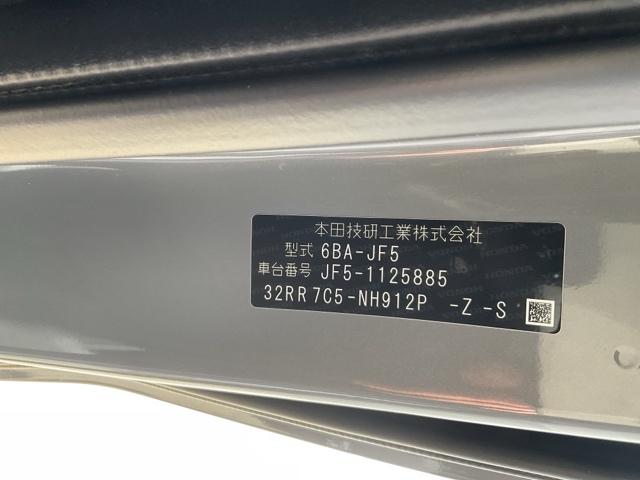 本田技研工業株式会社
型式 6BA-JF5
車台番号 JF5-1125885
32RR7C5-NH912P -Z -S